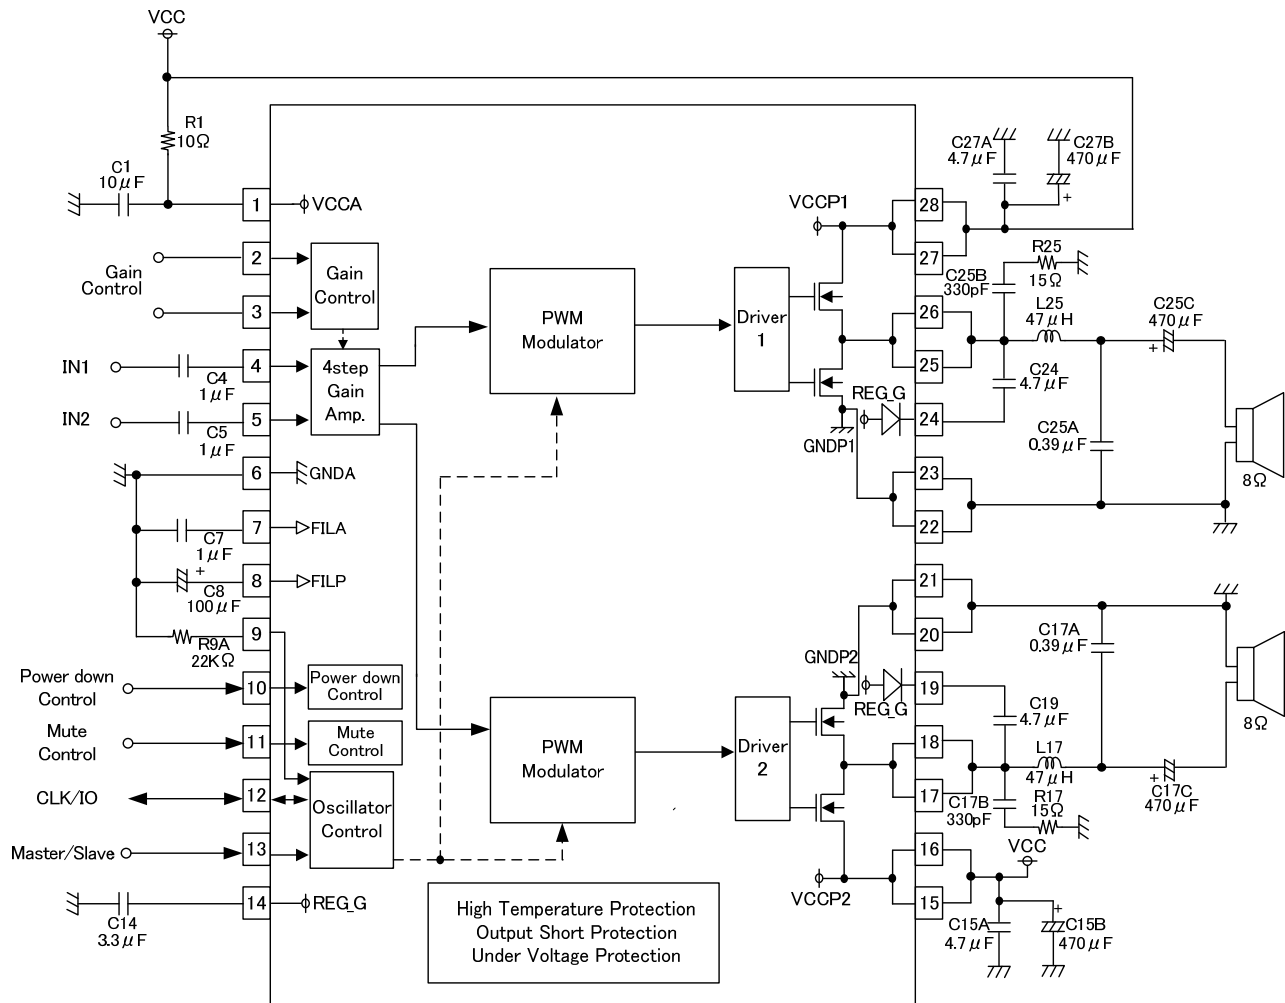 VCC
R1
10Ω
C1
10μF
1
VCCA
2
Gain
Control
3
Gain
Control
IN1
C4
1μF
4
4step
Gain
Amp.
IN2
C5
1μF
5
6
GNDA
C7
1μF
7
FILA
+
C8
100μF
8
FILP
R9A
22KΩ
9
Power down
Control
10
Power down
Control
Mute
Control
11
Mute
Control
CLK/IO
12
Oscillator
Control
Master/Slave
13
C14
3.3μF
14
REG_G
PWM
Modulator
PWM
Modulator
High Temperature Protection
Output Short Protection
Under Voltage Protection
Driver
1
Driver
2
VCCP1
GNDP1
REG_G
GNDP2
REG_G
VCCP2
28
27
26
25
24
23
22
21
20
19
18
17
16
15
C27A
4.7μF
C27B
470μF
+
C25B
330pF
R25
15Ω
L25
47μH
C25C
470μF
+
C24
4.7μF
C25A
0.39μF
8Ω
C17A
0.39μF
C19
4.7μF
L17
47μH
8Ω
+
C17C
470μF
C17B
330pF
R17
15Ω
VCC
C15A
4.7μF
+
C15B
470μF